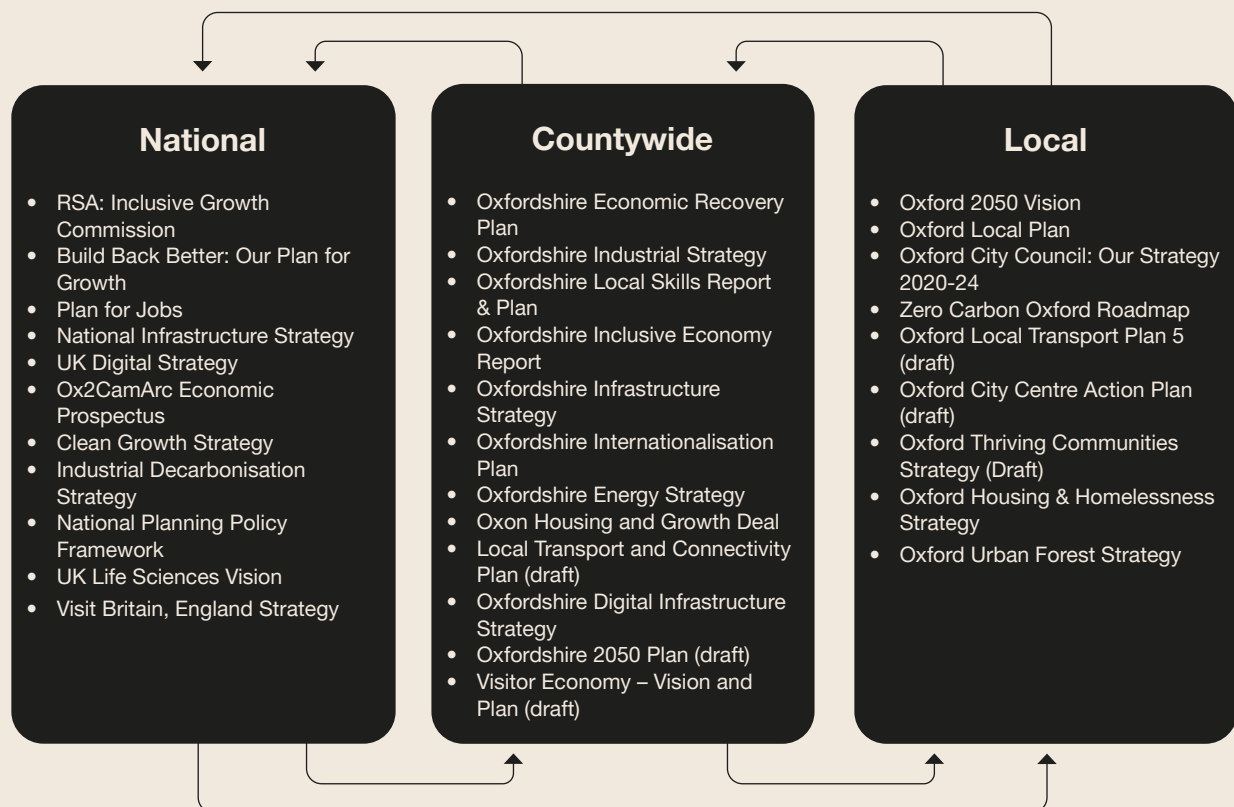 National
• RSA: Inclusive Growth
Commission
• Build Back Better: Our Plan for
Growth
• Plan for Jobs
• National Infrastructure Strategy
• UK Digital Strategy
• Ox2CamArc Economic
Prospectus
• Clean Growth Strategy
• Industrial Decarbonisation
Strategy
• National Planning Policy
Framework
• UK Life Sciences Vision
• Visit Britain, England Strategy
Countywide
• Oxfordshire Economic Recovery
Plan
• Oxfordshire Industrial Strategy
• Oxfordshire Local Skills Report
& Plan
• Oxfordshire Inclusive Economy
Report
• Oxfordshire Infrastructure
Strategy
• Oxfordshire Internationalisation
Plan
• Oxfordshire Energy Strategy
• Oxon Housing and Growth Deal
• Local Transport and Connectivity
Plan (draft)
• Oxfordshire Digital Infrastructure
Strategy
• Oxfordshire 2050 Plan (draft)
• Visitor Economy – Vision and
Plan (draft)
Local
• Oxford 2050 Vision
• Oxford Local Plan
• Oxford City Council: Our Strategy
2020-24
• Zero Carbon Oxford Roadmap
• Oxford Local Transport Plan 5
(draft)
• Oxford City Centre Action Plan
(draft)
• Oxford Thriving Communities
Strategy (Draft)
• Oxford Housing & Homelessness
Strategy
• Oxford Urban Forest Strategy